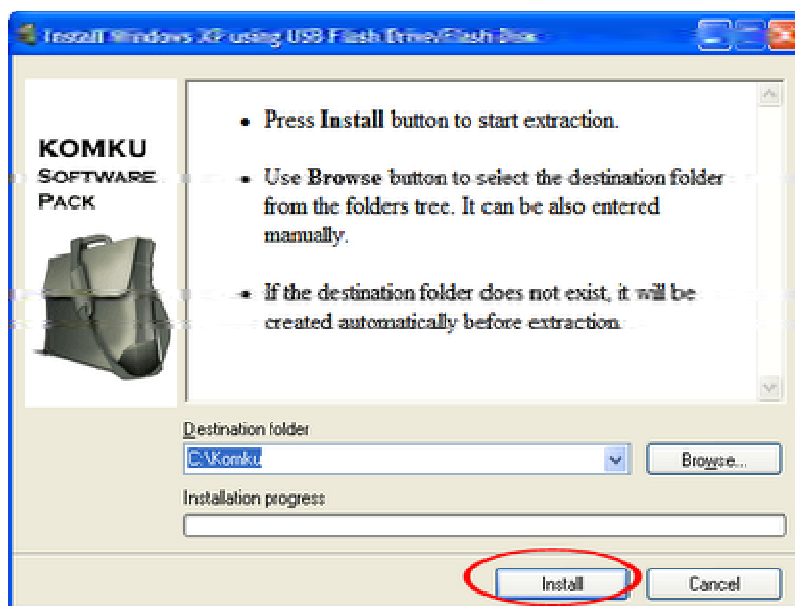 Install Windows XP using USB Flash Drive/Flash Disk
KOMKU
SOFTWARE
PACK
• Press Install button to start extraction.
• Use Browse button to select the destination folder
from the folders tree. It can be also entered
manually.
• If the destination folder does not exist, it will be
created automatically before extraction.
Destination folder
C:\Komku
Browse...
Installation progress
Install
Cancel